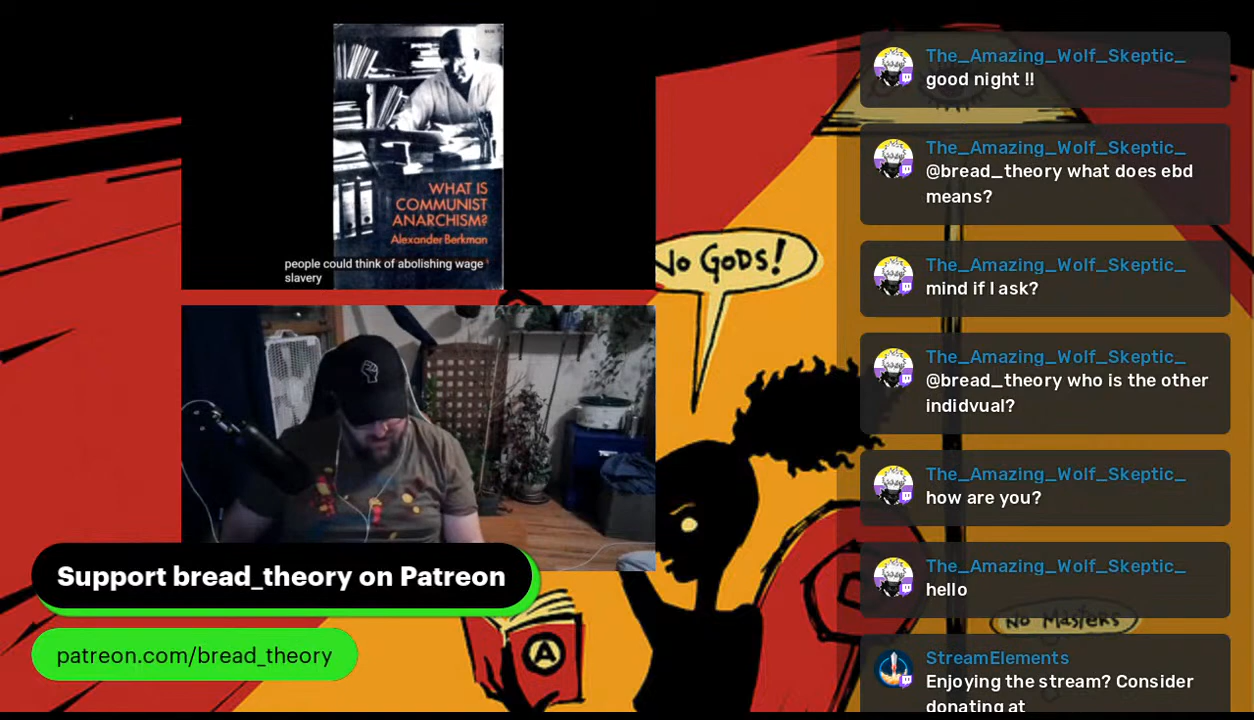 WHAT IS
COMMUNIST
ANARCHISM?
Alexander Berkman
people could think of abolishing wage
slavery
No GODS!
Support bread_theory on Patreon
patreon.com/bread_theory
A
No MASTERS
The_Amazing_Wolf_Skeptic_
good night !!
The_Amazing_Wolf_Skeptic_
@bread_theory what does ebd
means?
The_Amazing_Wolf_Skeptic_
mind if I ask?
The_Amazing_Wolf_Skeptic_
@bread_theory who is the other
indidvual?
The_Amazing_Wolf_Skeptic_
how are you?
The_Amazing_Wolf_Skeptic_
hello
StreamElements
Enjoying the stream? Consider
donating at